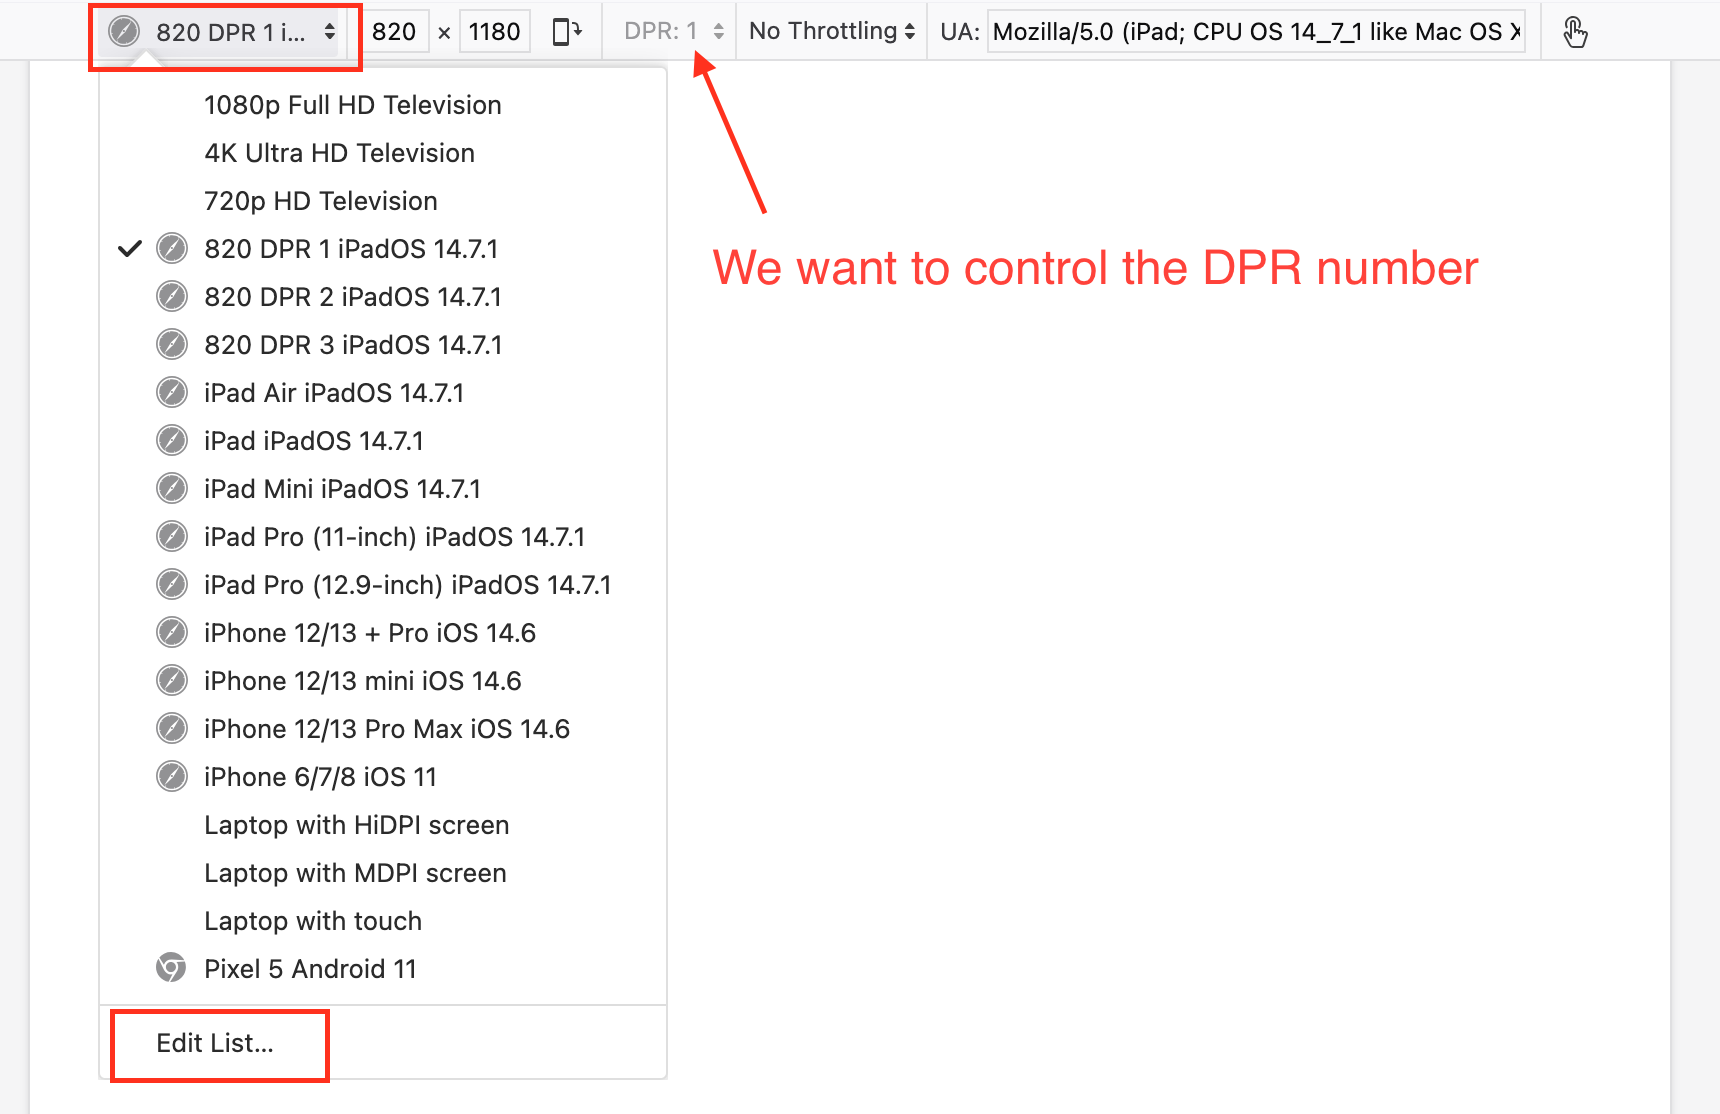 820 DPR 1 i... 820 × 1180 DPR: 1 No Throttling UA: Mozilla/5.0 (iPad; CPU OS 14_7_1 like Mac OS X
1080p Full HD Television
4K Ultra HD Television
720p HD Television
820 DPR 1 iPadOS 14.7.1
We want to control the DPR number
820 DPR 2 iPadOS 14.7.1
820 DPR 3 iPadOS 14.7.1
iPad Air iPadOS 14.7.1
iPad iPadOS 14.7.1
iPad Mini iPadOS 14.7.1
iPad Pro (11-inch) iPadOS 14.7.1
iPad Pro (12.9-inch) iPadOS 14.7.1
iPhone 12/13 + Pro iOS 14.6
iPhone 12/13 mini iOS 14.6
iPhone 12/13 Pro Max iOS 14.6
iPhone 6/7/8 iOS 11
Laptop with HiDPI screen
Laptop with MDPI screen
Laptop with touch
Pixel 5 Android 11
Edit List...